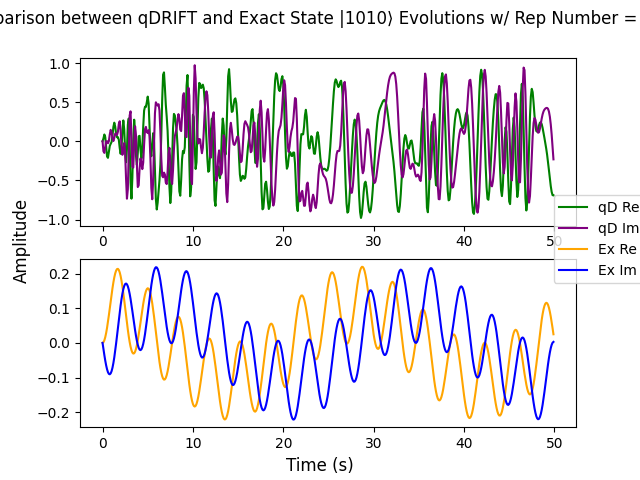 parison between qDRIFT and Exact State |1010⟩ Evolutions w/ Rep Number =
1.0
0.5
0.0
−0.5
−1.0
0 10 20 30 40 50
qD Re
qD Im
Ex Re
Ex Im
Amplitude
0.2
0.1
0.0
−0.1
−0.2
0 10 20 30 40 50
Time (s)